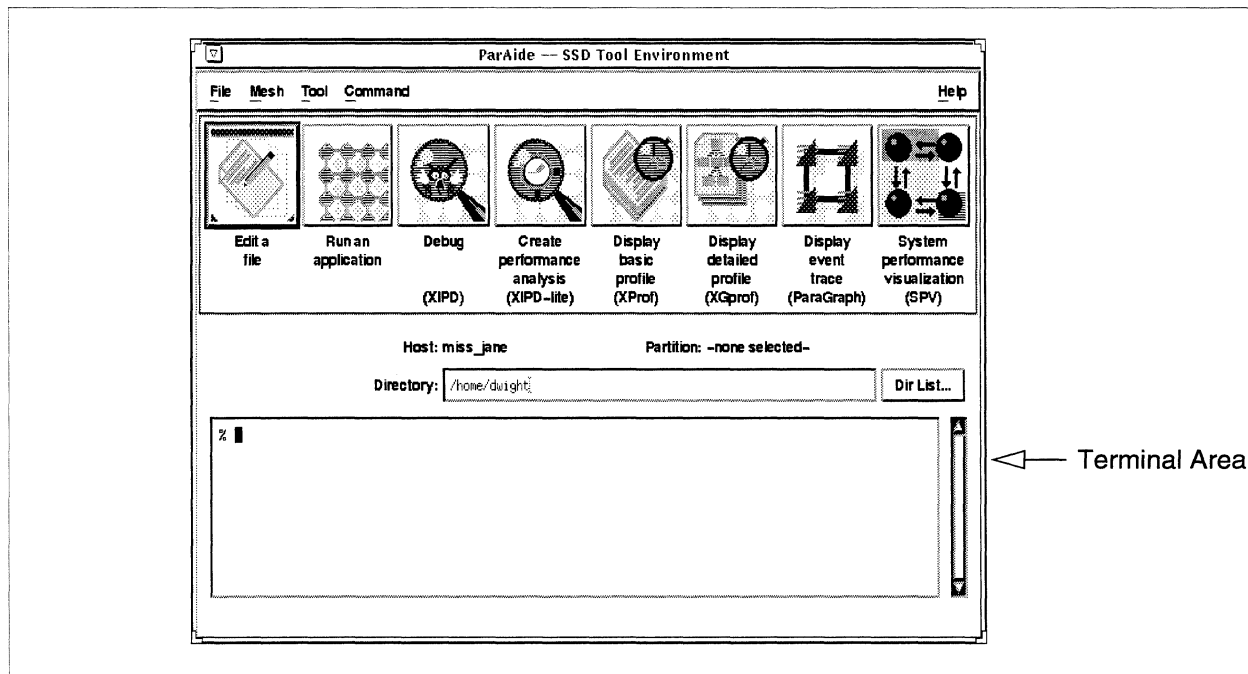 ParAide -- SSD Tool Environment
File Mesh Tool Command Help
Edit a file
Run an application
Debug (XIPD)
Create performance analysis (XIPD-lite)
Display basic profile (XProf)
Display detailed profile (XGprof)
Display event trace (ParaGraph)
System performance visualization (SPV)
Host: miss_jane Partition: -none selected-
Directory: /home/dwight Dir List...
%
Terminal Area